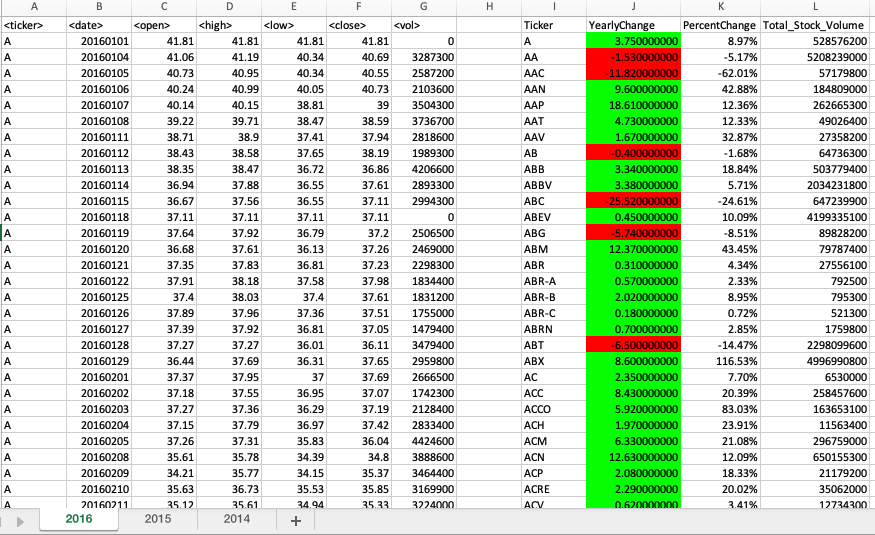 A B C D E F G H I J K L
<ticker> <date> <open> <high> <low> <close> <vol> Ticker YearlyChange PercentChange Total_Stock_Volume
A 20160101 41.81 41.81 41.81 41.81 0 A 3.750000000 8.97% 528576200
A 20160104 41.06 41.19 40.34 40.69 3287300 AA -1.530000000 -5.17% 5208239000
A 20160105 40.73 40.95 40.34 40.55 2587200 AAC -11.820000000 -62.01% 57179800
A 20160106 40.24 40.99 40.05 40.73 2103600 AAN 9.600000000 42.88% 184809000
A 20160107 40.14 40.15 38.81 39 3504300 AAP 18.610000000 12.36% 262665300
A 20160108 39.22 39.71 38.47 38.59 3736700 AAT 4.730000000 12.33% 49026400
A 20160111 38.71 38.9 37.41 37.94 2818600 AAV 1.670000000 32.87% 27358200
A 20160112 38.43 38.58 37.65 38.19 1989300 AB -0.400000000 -1.68% 64736300
A 20160113 38.35 38.47 36.72 36.86 4206600 ABB 3.340000000 18.84% 503779400
A 20160114 36.94 37.88 36.55 37.61 2893300 ABBV 3.380000000 5.71% 2034231800
A 20160115 36.67 37.56 36.55 37.11 2994300 ABC -25.520000000 -24.61% 647239900
A 20160118 37.11 37.11 37.11 37.11 0 ABEV 0.450000000 10.09% 4199335100
A 20160119 37.64 37.92 36.79 37.2 2506500 ABG -5.740000000 -8.51% 89828200
A 20160120 36.68 37.61 36.13 37.26 2469000 ABM 12.370000000 43.45% 79787400
A 20160121 37.35 37.83 36.81 37.23 2298300 ABR 0.310000000 4.34% 27556100
A 20160122 37.91 38.18 37.58 37.98 1834400 ABR-A 0.570000000 2.33% 792500
A 20160125 37.4 38.03 37.4 37.61 1831200 ABR-B 2.020000000 8.95% 795300
A 20160126 37.89 37.96 37.36 37.51 1755000 ABR-C 0.180000000 0.72% 521300
A 20160127 37.39 37.92 36.81 37.05 1479400 ABRN 0.700000000 2.85% 1759800
A 20160128 37.27 37.27 36.01 36.11 3479400 ABT -6.500000000 -14.47% 2298099600
A 20160129 36.44 37.69 36.31 37.65 2959800 ABX 8.600000000 116.53% 4996990800
A 20160201 37.37 37.95 37 37.69 2666500 AC 2.350000000 7.70% 6530000
A 20160202 37.18 37.55 36.95 37.07 1742300 ACC 8.430000000 20.39% 258457600
A 20160203 37.27 37.36 36.29 37.19 2128400 ACCO 5.920000000 83.03% 163653100
A 20160204 37.15 37.79 36.97 37.42 2833400 ACH 1.970000000 23.91% 11563400
A 20160205 37.26 37.31 35.83 36.04 4424600 ACM 6.330000000 21.08% 296759000
A 20160208 35.61 35.78 34.39 34.8 3888600 ACN 12.630000000 12.09% 650155300
A 20160209 34.21 35.77 34.15 35.37 3464400 ACP 2.080000000 18.33% 21179200
A 20160210 35.63 36.73 35.53 35.85 3169900 ACRE 2.290000000 20.02% 35062000
A 20160211 35.12 35.61 34.94 35.33 3224000 ACV 0.620000000 3.41% 12734300
2016 2015 2014 +